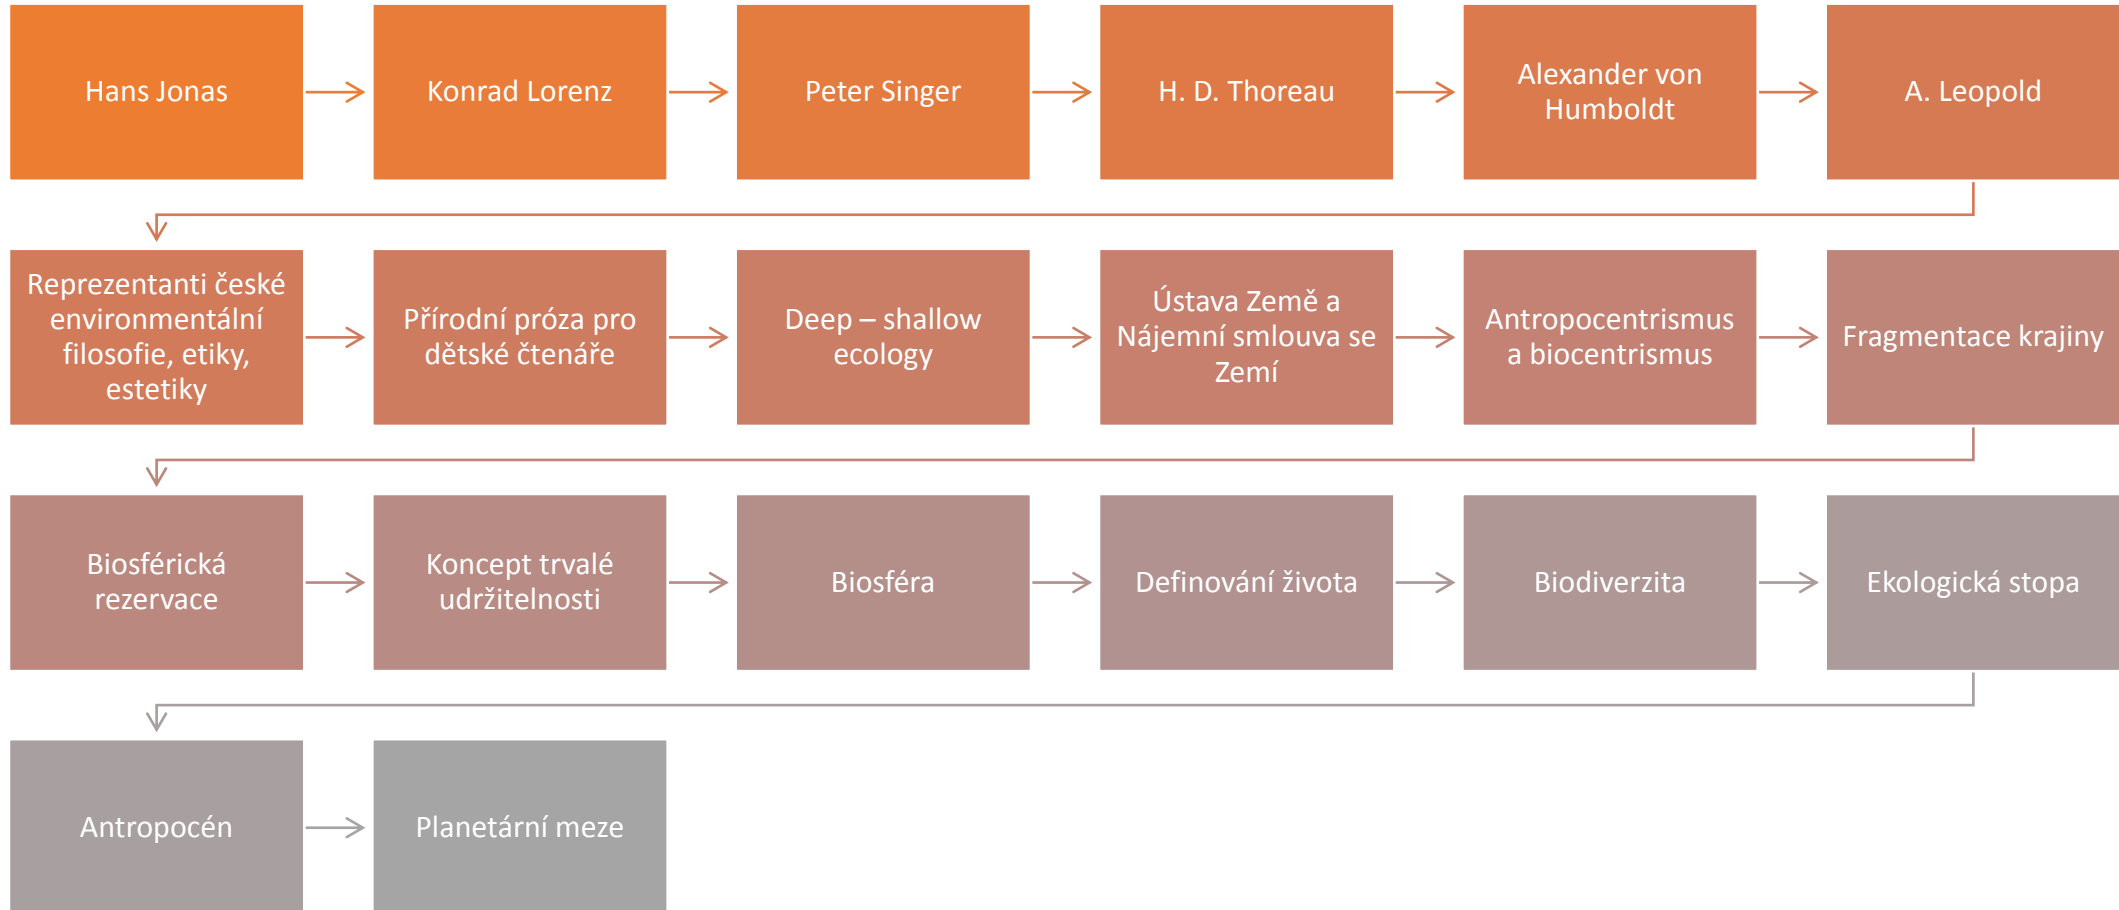 Hans Jonas
Konrad Lorenz
Peter Singer
H. D. Thoreau
Alexander von
Humboldt
A. Leopold
Reprezentanti české
environmentální
filosofie, etiky,
estetiky
Přírodní próza pro
dětské čtenáře
Deep – shallow
ecology
Ústava Země a
Nájemní smlouva se
Zemí
Antropocentrismus
a biocentrismus
Fragmentace krajiny
Biosférická
rezervace
Koncept trvalé
udržitelnosti
Biosféra
Definování života
Biodiverzita
Ekologická stopa
Antropocén
Planetární meze